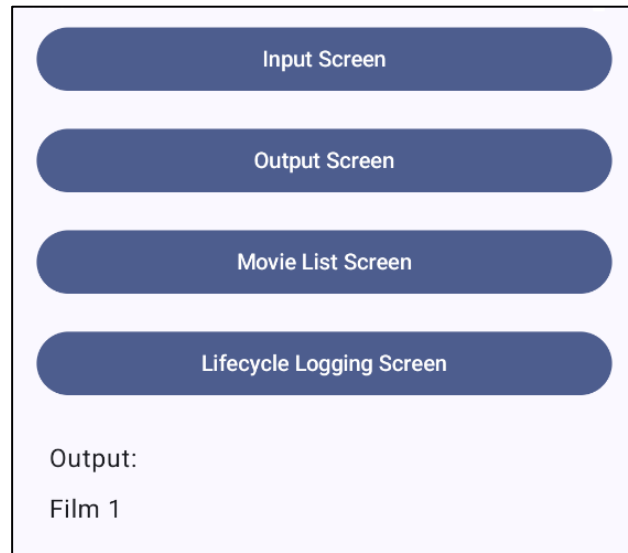 Input Screen
Output Screen
Movie List Screen
Lifecycle Logging Screen
Output:
Film 1